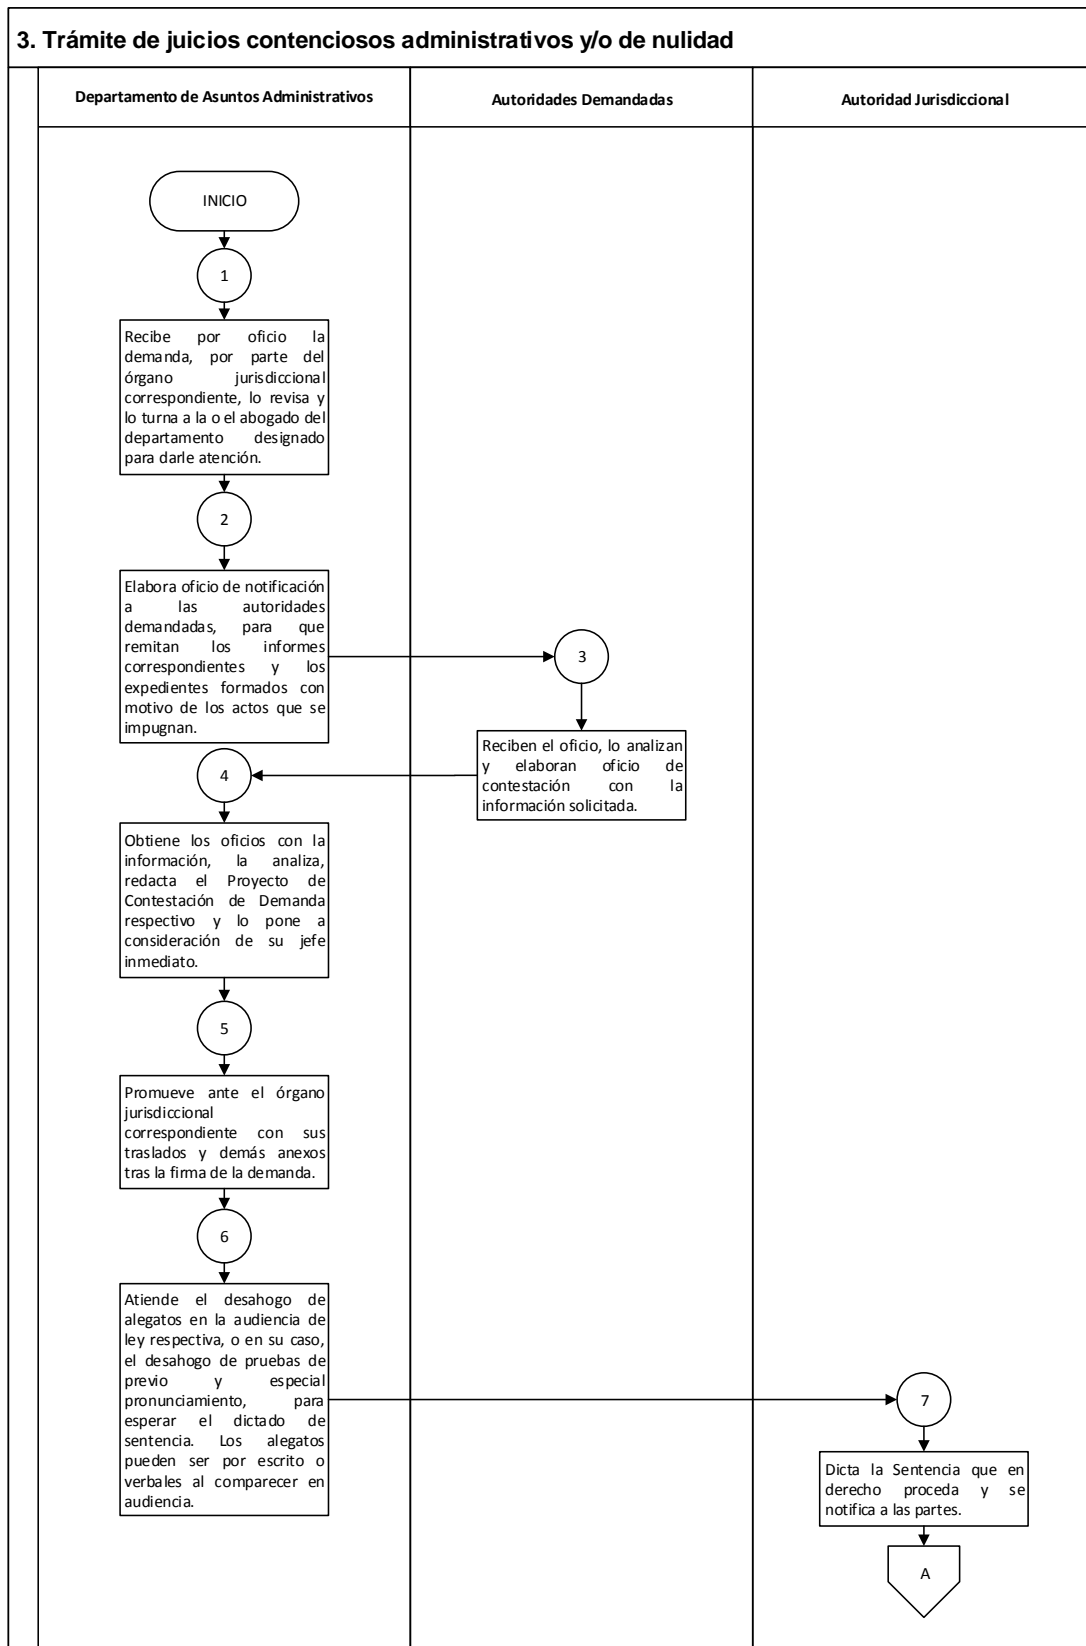 3. Trámite de juicios contenciosos administrativos y/o de nulidad
Departamento de Asuntos Administrativos
Autoridades Demandadas
Autoridad Jurisdiccional
INICIO
1
Recibe por oficio la
demanda, por parte del
órgano jurisdiccional
correspondiente, lo revisa y
lo turna a la o el abogado del
departamento designado
para darle atención.
2
Elabora oficio de notificación
a las autoridades
demandadas, para que
remitan los informes
correspondientes y los
expedientes formados con
motivo de los actos que se
impugnan.
3
Reciben el oficio, lo analizan
y elaboran oficio de
contestación con la
información solicitada.
4
Obtiene los oficios con la
información, la analiza,
redacta el Proyecto de
Contestación de Demanda
respectivo y lo pone a
consideración de su jefe
inmediato.
5
Promueve ante el órgano
jurisdiccional
correspondiente con sus
traslados y demás anexos
tras la firma de la demanda.
6
Atiende el desahogo de
alegatos en la audiencia de
ley respectiva, o en su caso,
el desahogo de pruebas de
previo y especial
pronunciamiento, para
esperar el dictado de
sentencia. Los alegatos
pueden ser por escrito o
verbales al comparecer en
audiencia.
7
Dicta la Sentencia que en
derecho proceda y se
notifica a las partes.
A